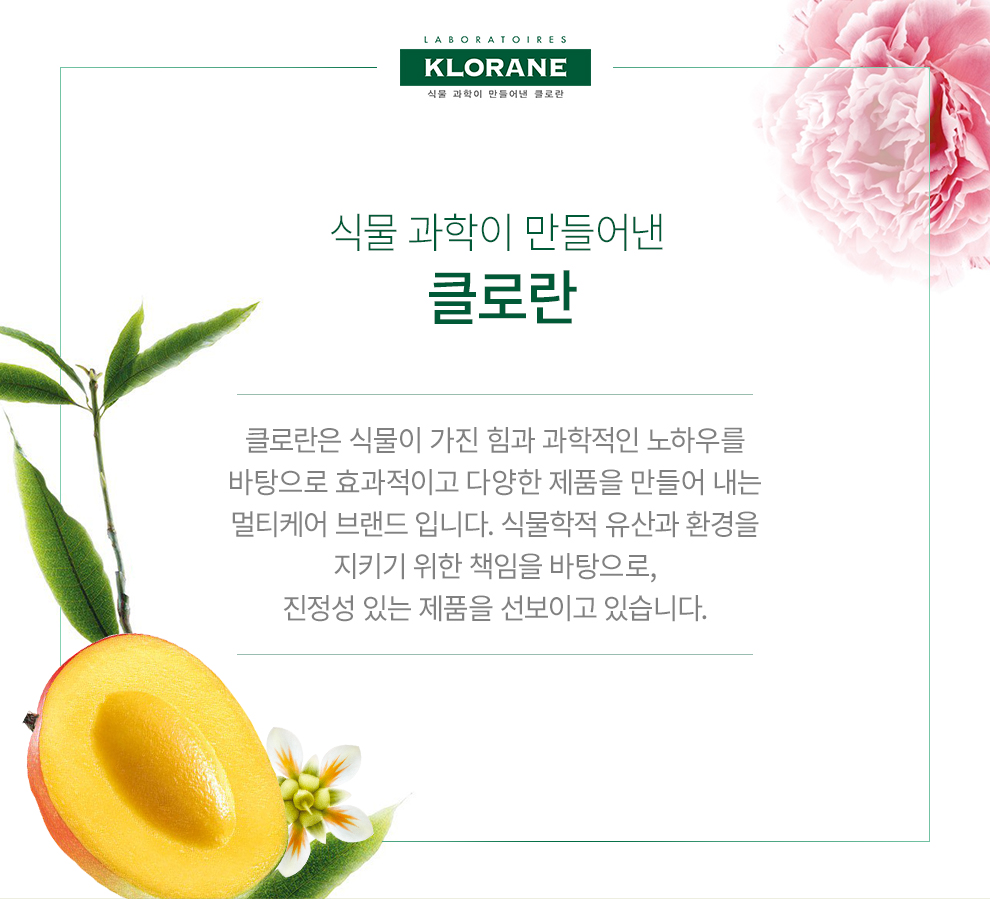 LABORATOIRES
KLORANE
식물 과학이 만들어낸 클로란
식물 과학이 만들어낸
클로란
클로란은 식물이 가진 힘과 과학적인 노하우를
바탕으로 효과적이고 다양한 제품을 만들어 내는
멀티케어 브랜드 입니다. 식물학적 유산과 환경을
지키기 위한 책임을 바탕으로,
진정성 있는 제품을 선보이고 있습니다.